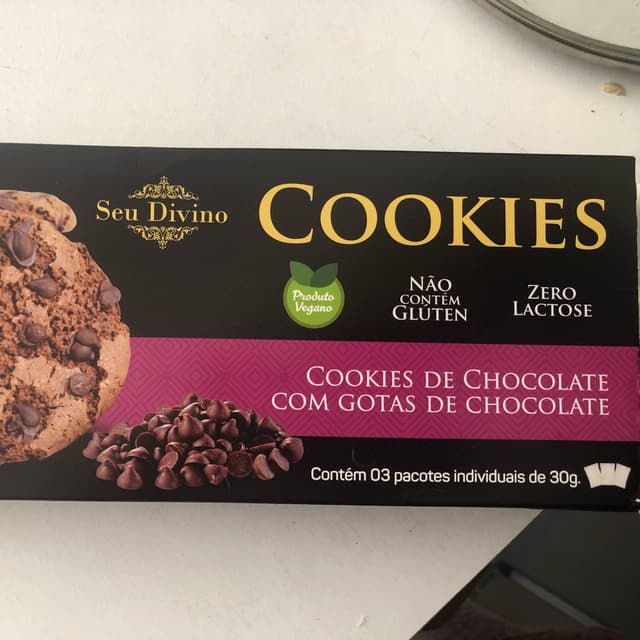 Seu Divino
COOKIES
Produto
Vegano
NÃO
CONTÉM
GLÚTEN
ZERO
LACTOSE
COOKIES DE CHOCOLATE
COM GOTAS DE CHOCOLATE
Contém 03 pacotes individuais de 30g.